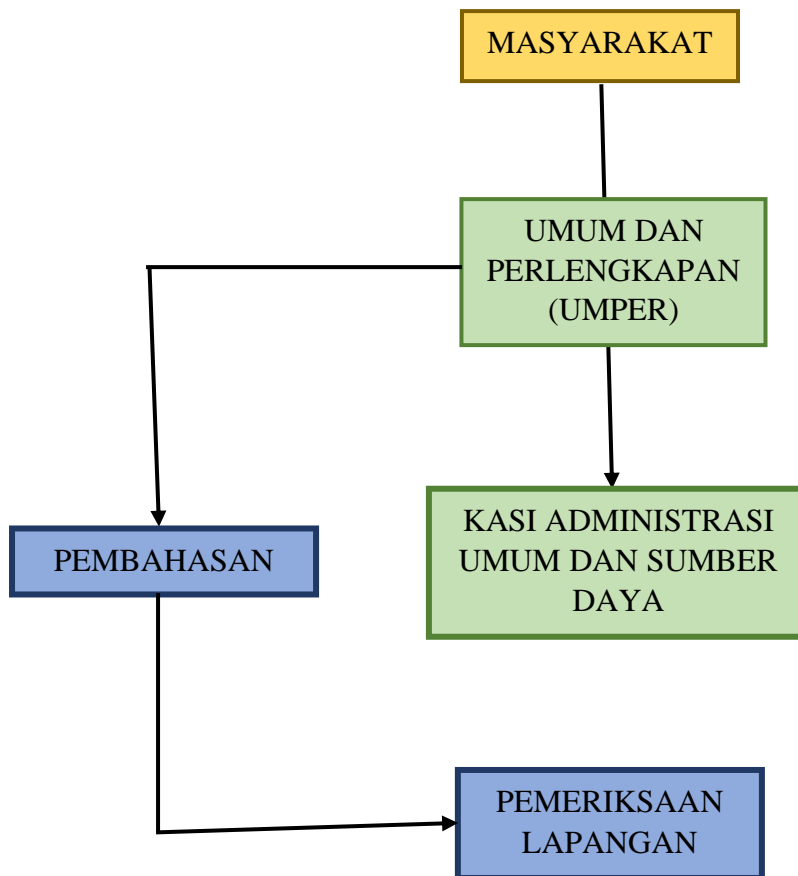 MASYARAKAT
UMUM DAN
PERLENGKAPAN
(UMPER)
KASI ADMINISTRASI
UMUM DAN SUMBER
DAYA
PEMBAHASAN
PEMERIKSAAN
LAPANGAN